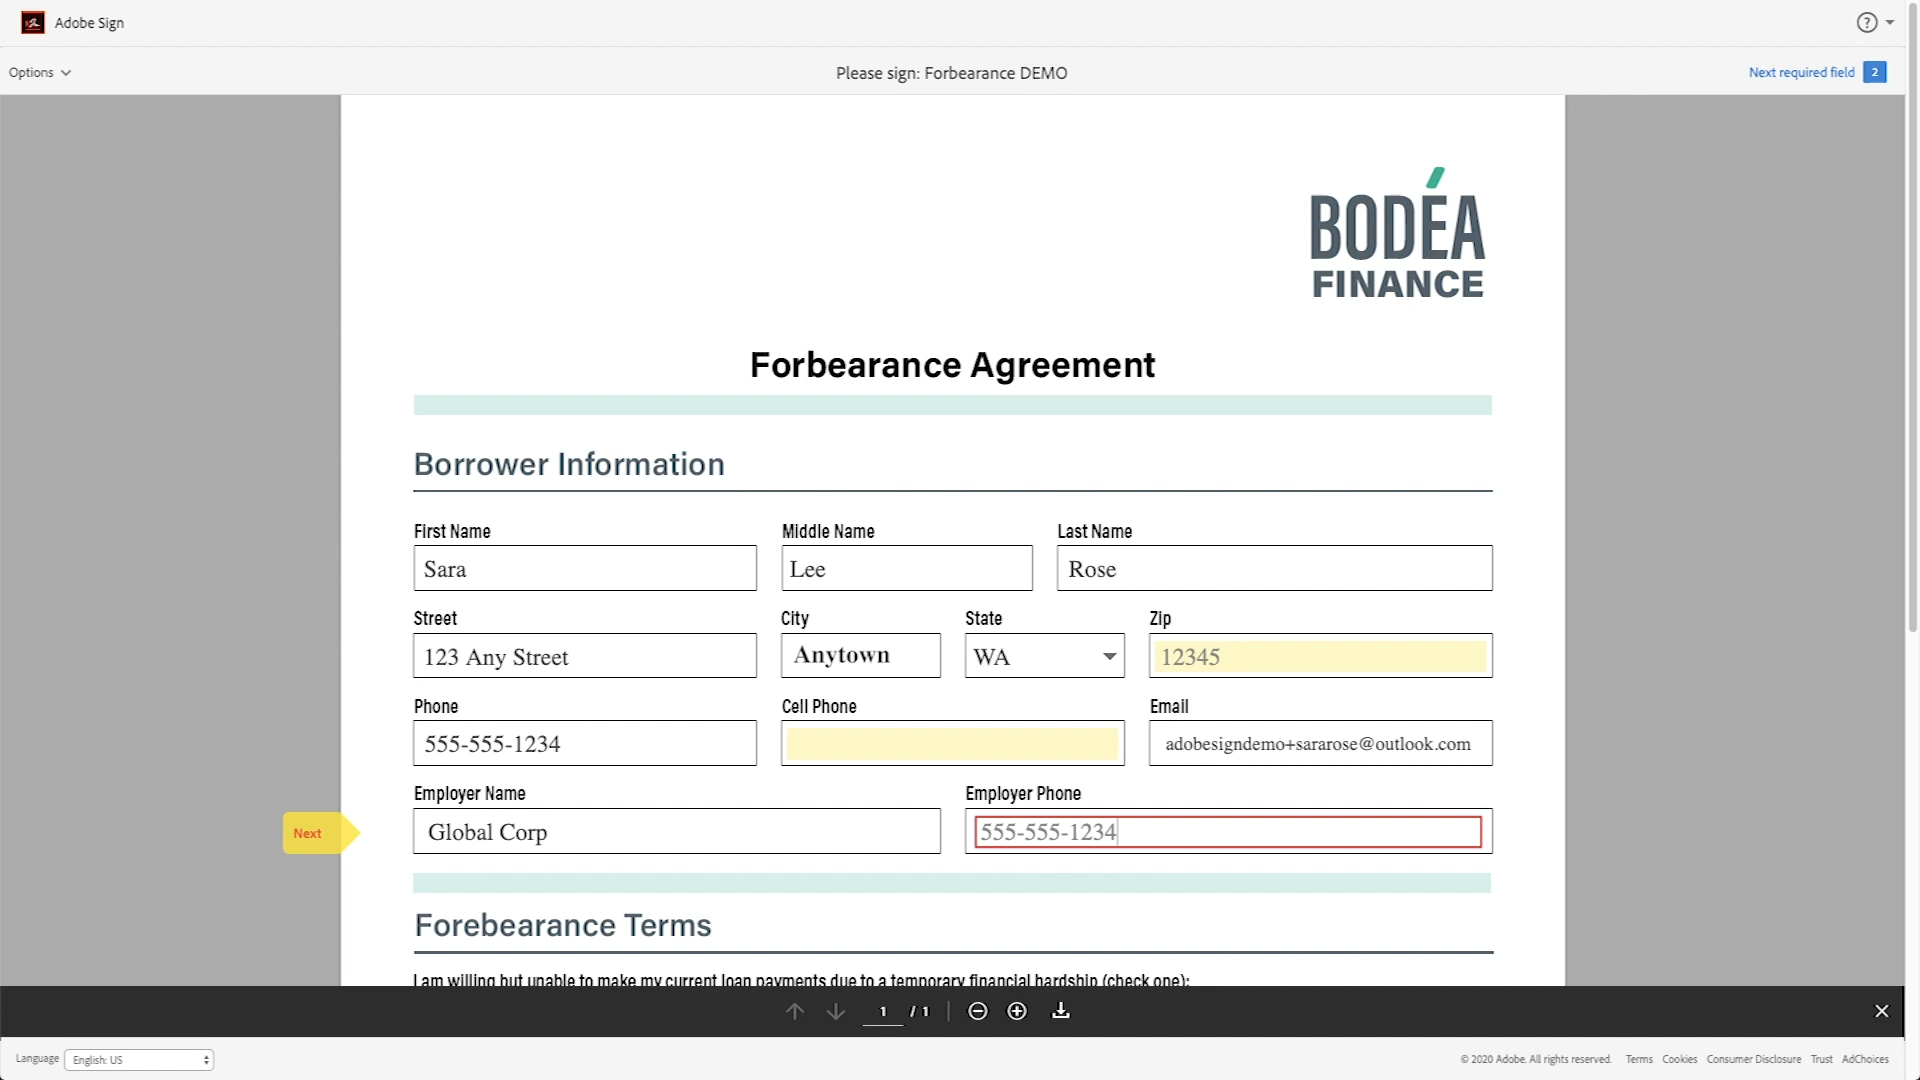 Adobe Sign
?
Options
Please sign: Forbearance DEMO
Next required field 2
BODÉA
FINANCE
Forbearance Agreement
Borrower Information
First Name Middle Name Last Name
Sara Lee Rose
Street City State Zip
123 Any Street Anytown WA 12345
Phone Cell Phone Email
555-555-1234 adobesigndemo+sararose@outlook.com
Employer Name Employer Phone
Next Global Corp 555-555-1234
Forebearance Terms
I am willing but unable to make my current loan payments due to a temporary financial hardship (check one):
1 / 1
Language English: US © 2020 Adobe. All rights reserved. Terms Cookies Consumer Disclosure Trust AdChoices